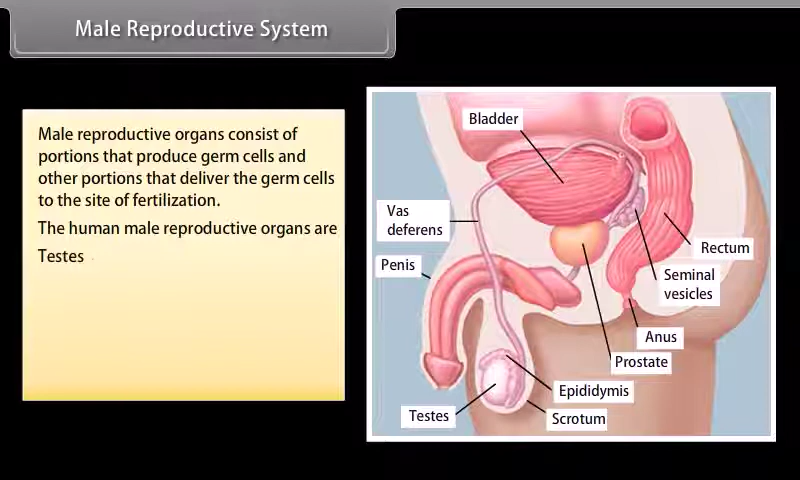 Male Reproductive System
Male reproductive organs consist of
portions that produce germ cells and
other portions that deliver the germ cells
to the site of fertilization.
The human male reproductive organs are
Testes
Bladder
Vas
deferens
Penis
Rectum
Seminal
vesicles
Anus
Prostate
Epididymis
Testes
Scrotum